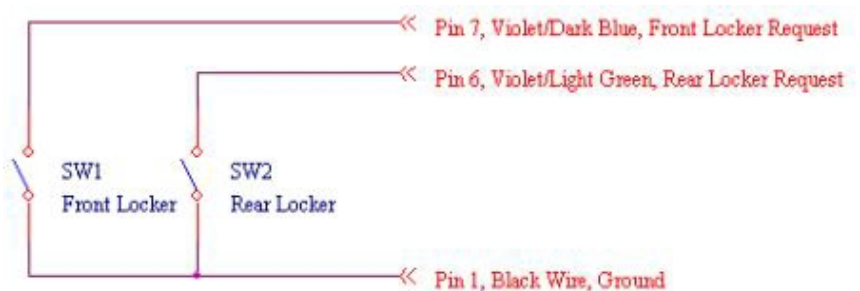 Pin 7, Violet/Dark Blue, Front Locker Request
Pin 6, Violet/Light Green, Rear Locker Request
SW1
Front Locker
SW2
Rear Locker
Pin 1, Black Wire, Ground